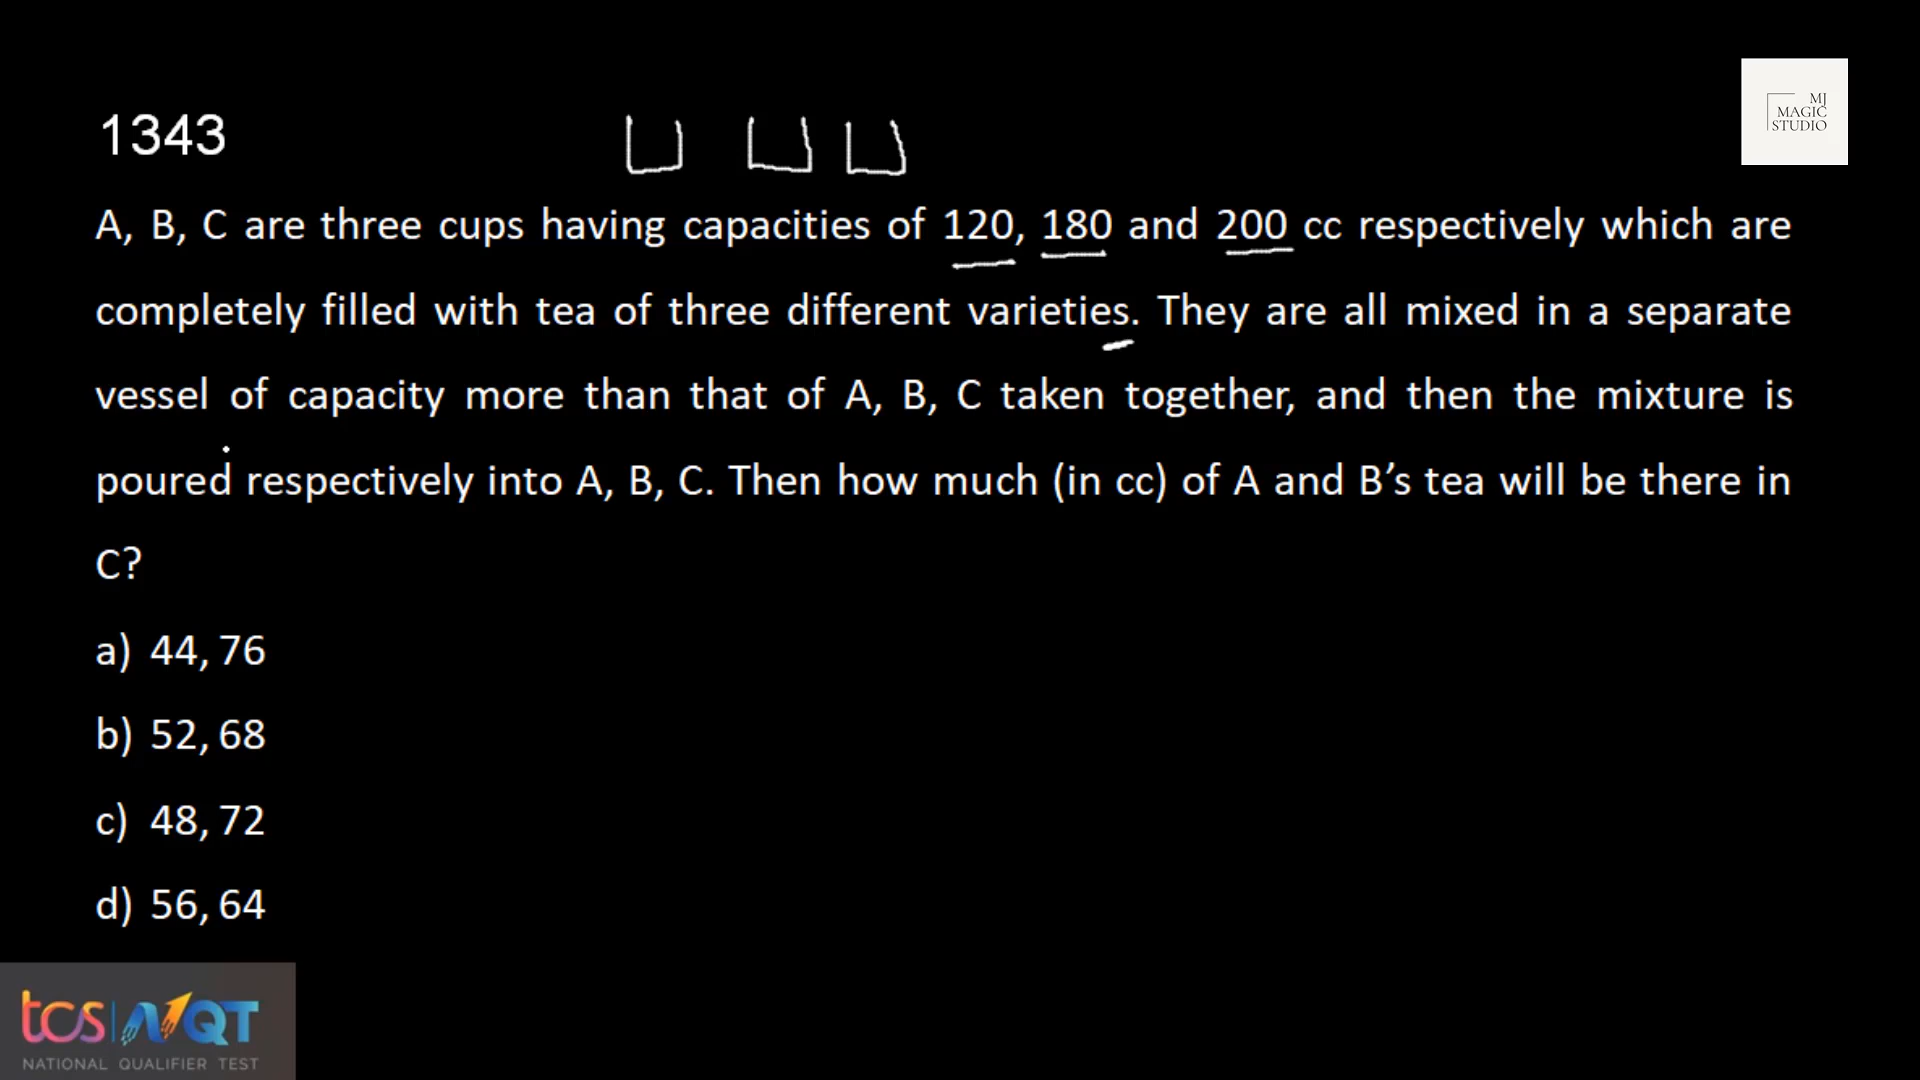 MJ
MAGIC
STUDIO
1343
A, B, C are three cups having capacities of 120, 180 and 200 cc respectively which are
completely filled with tea of three different varieties. They are all mixed in a separate
vessel of capacity more than that of A, B, C taken together, and then the mixture is
poured respectively into A, B, C. Then how much (in cc) of A and B’s tea will be there in
C?
a) 44, 76
b) 52, 68
c) 48, 72
d) 56, 64
tcs NQT
NATIONAL QUALIFIER TEST